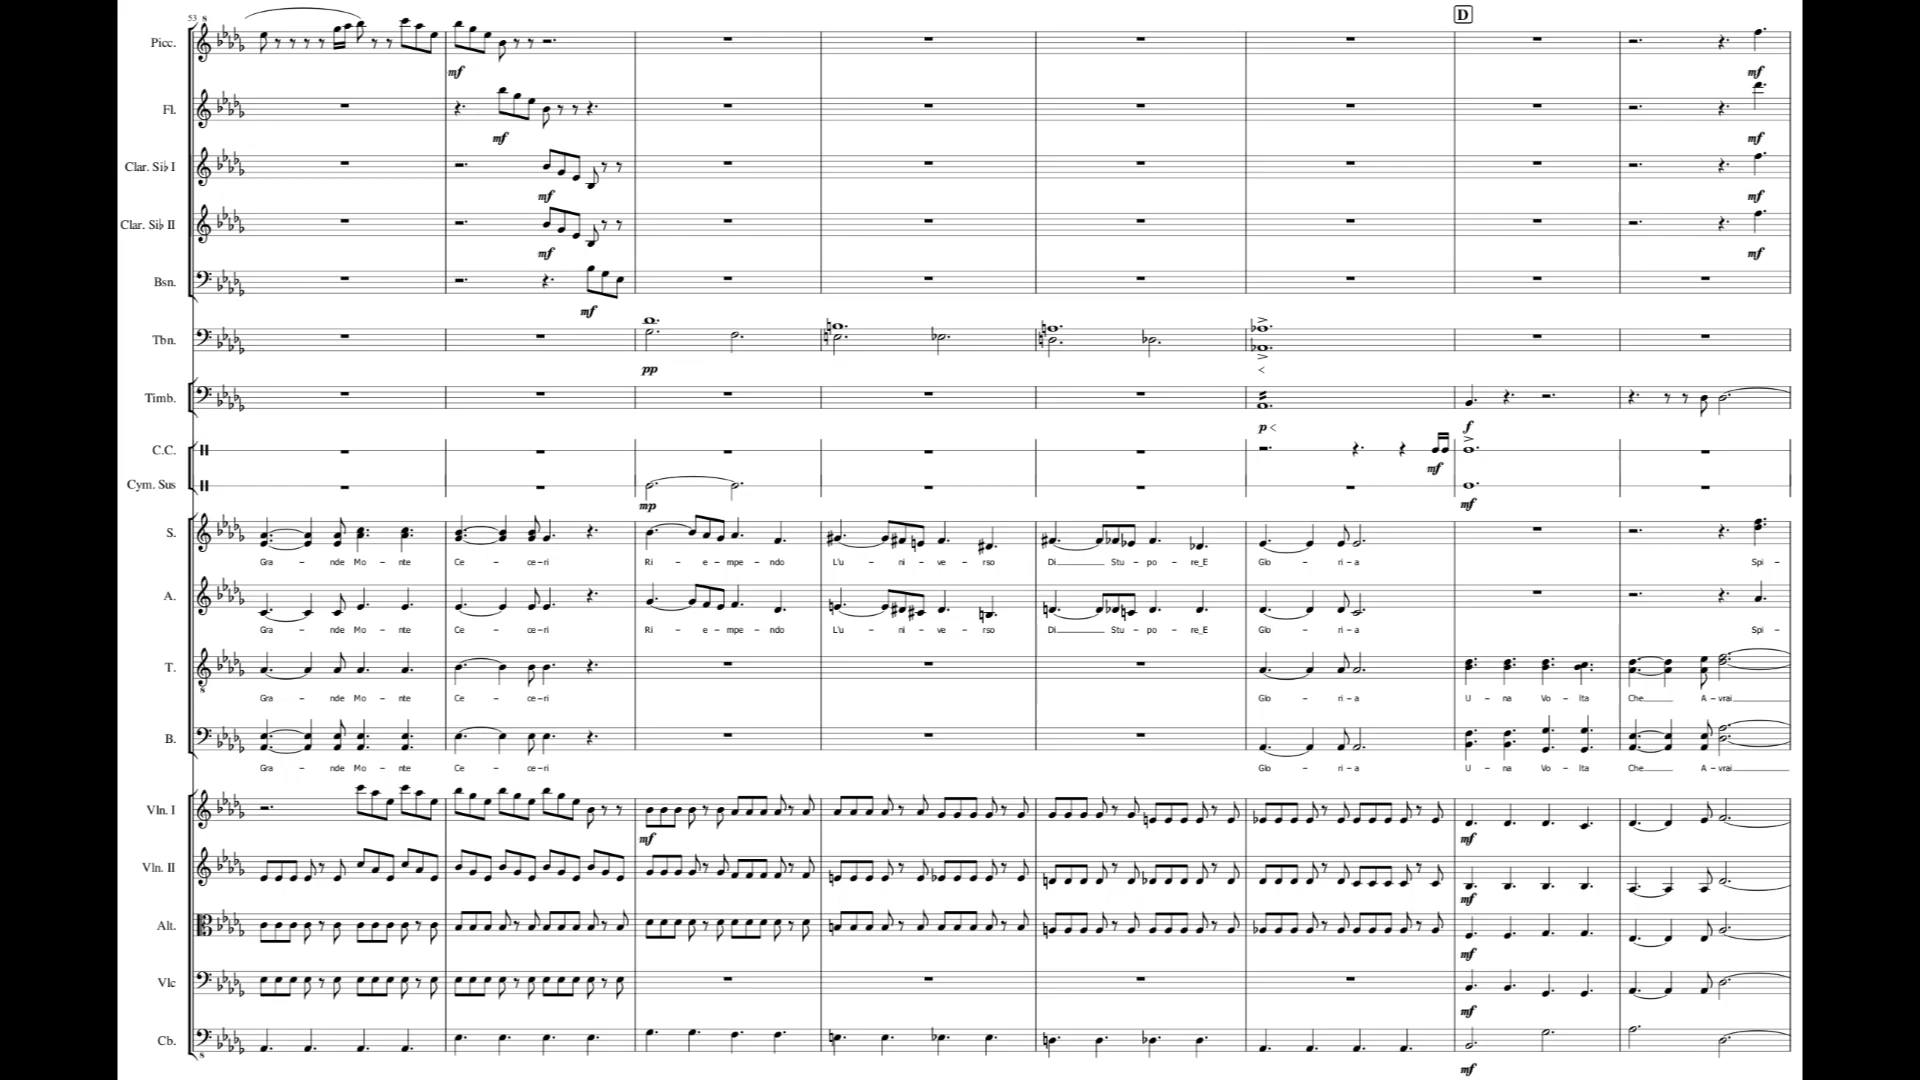 53
D
Picc.
mf
mf
Fl.
mf
mf
Clar. Si♭ I
mf
mf
Clar. Si♭ II
mf
mf
Bsn.
mf
Tbn.
pp
Timb.
p
f
C.C.
mf
Cym. Sus
mp
mf
S.
Gra - nde Mo - nte Ce - ce - ri Ri - e - mpe - ndo L'u - ni - ve - rso Di Stu - po - re_E Glo - ri - a Spi -
A.
Gra - nde Mo - nte Ce - ce - ri Ri - e - mpe - ndo L'u - ni - ve - rso Di Stu - po - re_E Glo - ri - a Spi -
T.
Gra - nde Mo - nte Ce - ce - ri Glo - ri - a U - na Vo - lta Che A - vrai
B.
Gra - nde Mo - nte Ce - ce - ri Glo - ri - a U - na Vo - lta Che A - vrai
Vln. I
mf
mf
Vln. II
mf
Alt.
mf
Vlc
mf
Cb.
mf